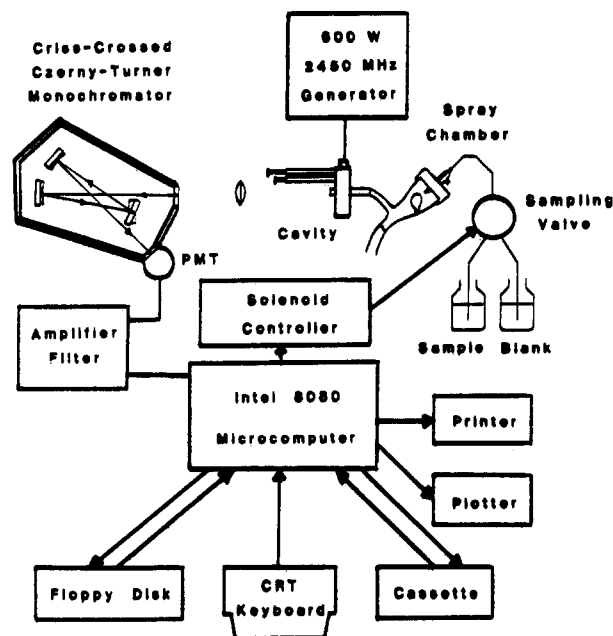 Criss-Crossed
Czerny-Turner
Monochromator
600 W
2450 MHz
Generator
Spray
Chamber
Sampling
Valve
Cavity
PMT
Solenoid
Controller
Amplifier
Filter
Sample Blank
Intel 8080
Microcomputer
Printer
Plotter
Floppy Disk
CRT
Keyboard
Cassette